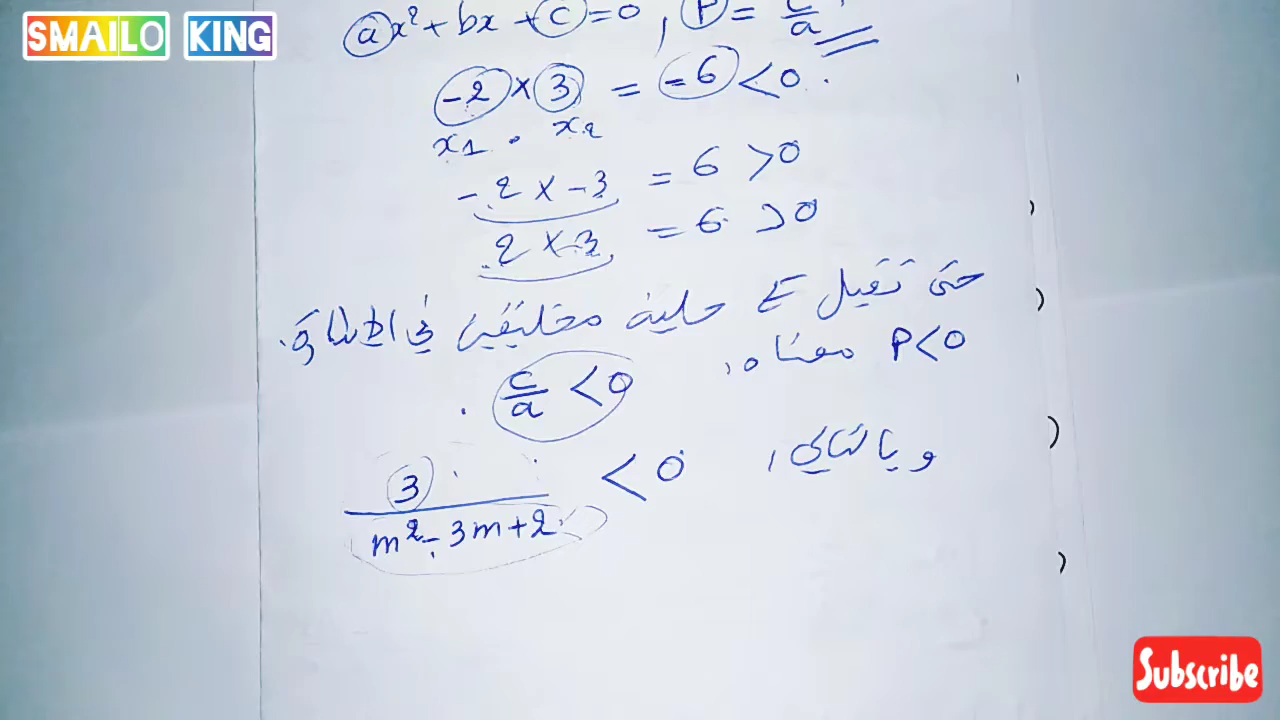 SMAILO KING
ax²+bx+c=0, P=c/a
-2×3=-6<0.
x1 . x2
-2×-3=6>0
2×3=6>0
حتى تقبل حلين مختلفين في الإشارة.
P<0 معناه,
c/a<0
وبالتالي,
3/(m²-3m+2)<0
Subscribe